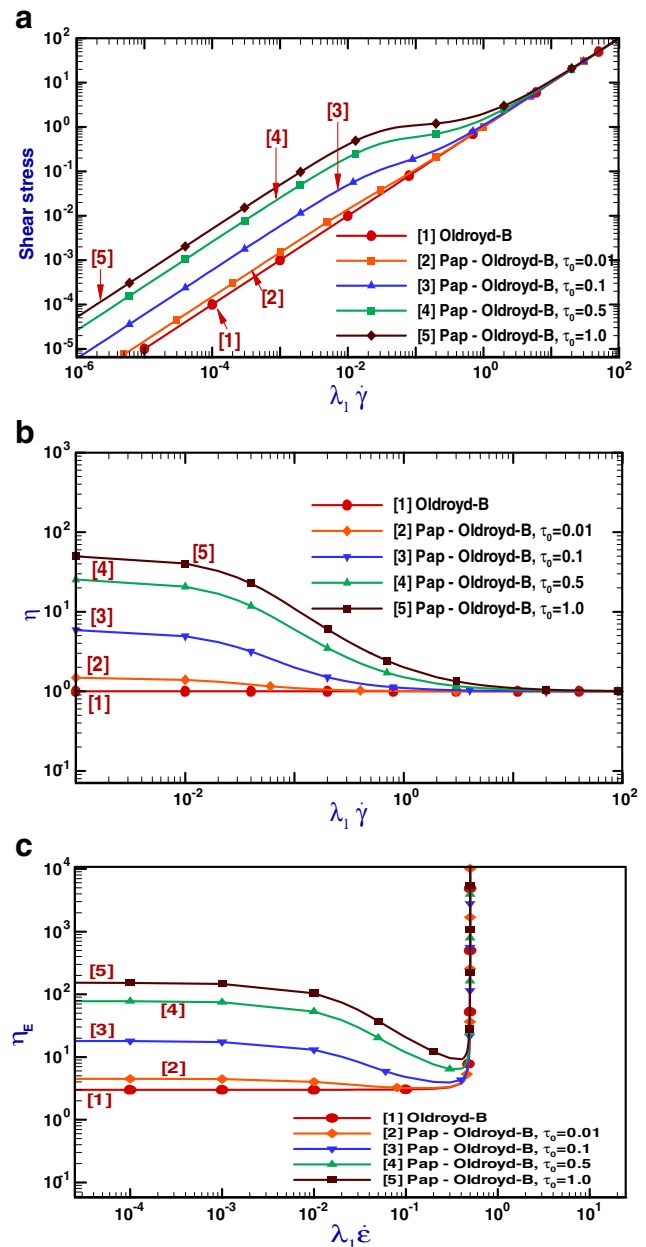 a
Shear stress
10^2
10^1
10^0
10^-1
10^-2
10^-3
10^-4
10^-5
10^-6
10^-4
10^-2
10^0
10^2
λ₁ γ̇
[3]
[4]
[5]
[2]
[1]
[1] Oldroyd-B
[2] Pap - Oldroyd-B, τ₀=0.01
[3] Pap - Oldroyd-B, τ₀=0.1
[4] Pap - Oldroyd-B, τ₀=0.5
[5] Pap - Oldroyd-B, τ₀=1.0
b
η
10^3
10^2
10^1
10^0
10^-1
10^-2
10^0
10^2
λ₁ γ̇
[5]
[4]
[3]
[2]
[1]
[1] Oldroyd-B
[2] Pap - Oldroyd-B, τ₀=0.01
[3] Pap - Oldroyd-B, τ₀=0.1
[4] Pap - Oldroyd-B, τ₀=0.5
[5] Pap - Oldroyd-B, τ₀=1.0
c
η_E
10^4
10^3
10^2
10^1
10^0
10^-1
10^-4
10^-3
10^-2
10^-1
10^0
10^1
λ₁ε̇
[5]
[4]
[3]
[2]
[1]
[1] Oldroyd-B
[2] Pap - Oldroyd-B, τ₀=0.01
[3] Pap - Oldroyd-B, τ₀=0.1
[4] Pap - Oldroyd-B, τ₀=0.5
[5] Pap - Oldroyd-B, τ₀=1.0